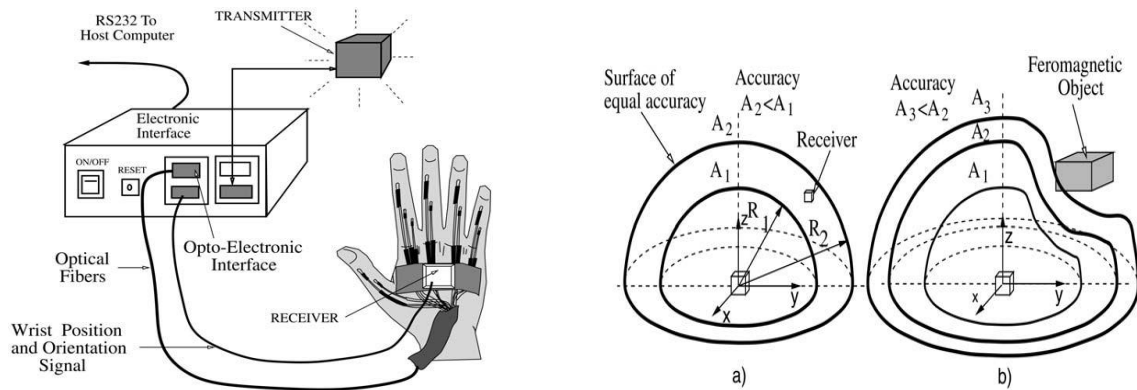 RS232 To
Host Computer
TRANSMITTER
Electronic
Interface
ON/OFF
RESET
Opto-Electronic
Interface
Optical
Fibers
RECEIVER
Wrist Position
and Orientation
Signal
Surface of
equal accuracy
Accuracy
A2<A1
A2
A1
Receiver
z
R1
R2
y
x
a)
Accuracy
A3<A2
A3
A2
A1
Feromagnetic
Object
z
y
x
b)